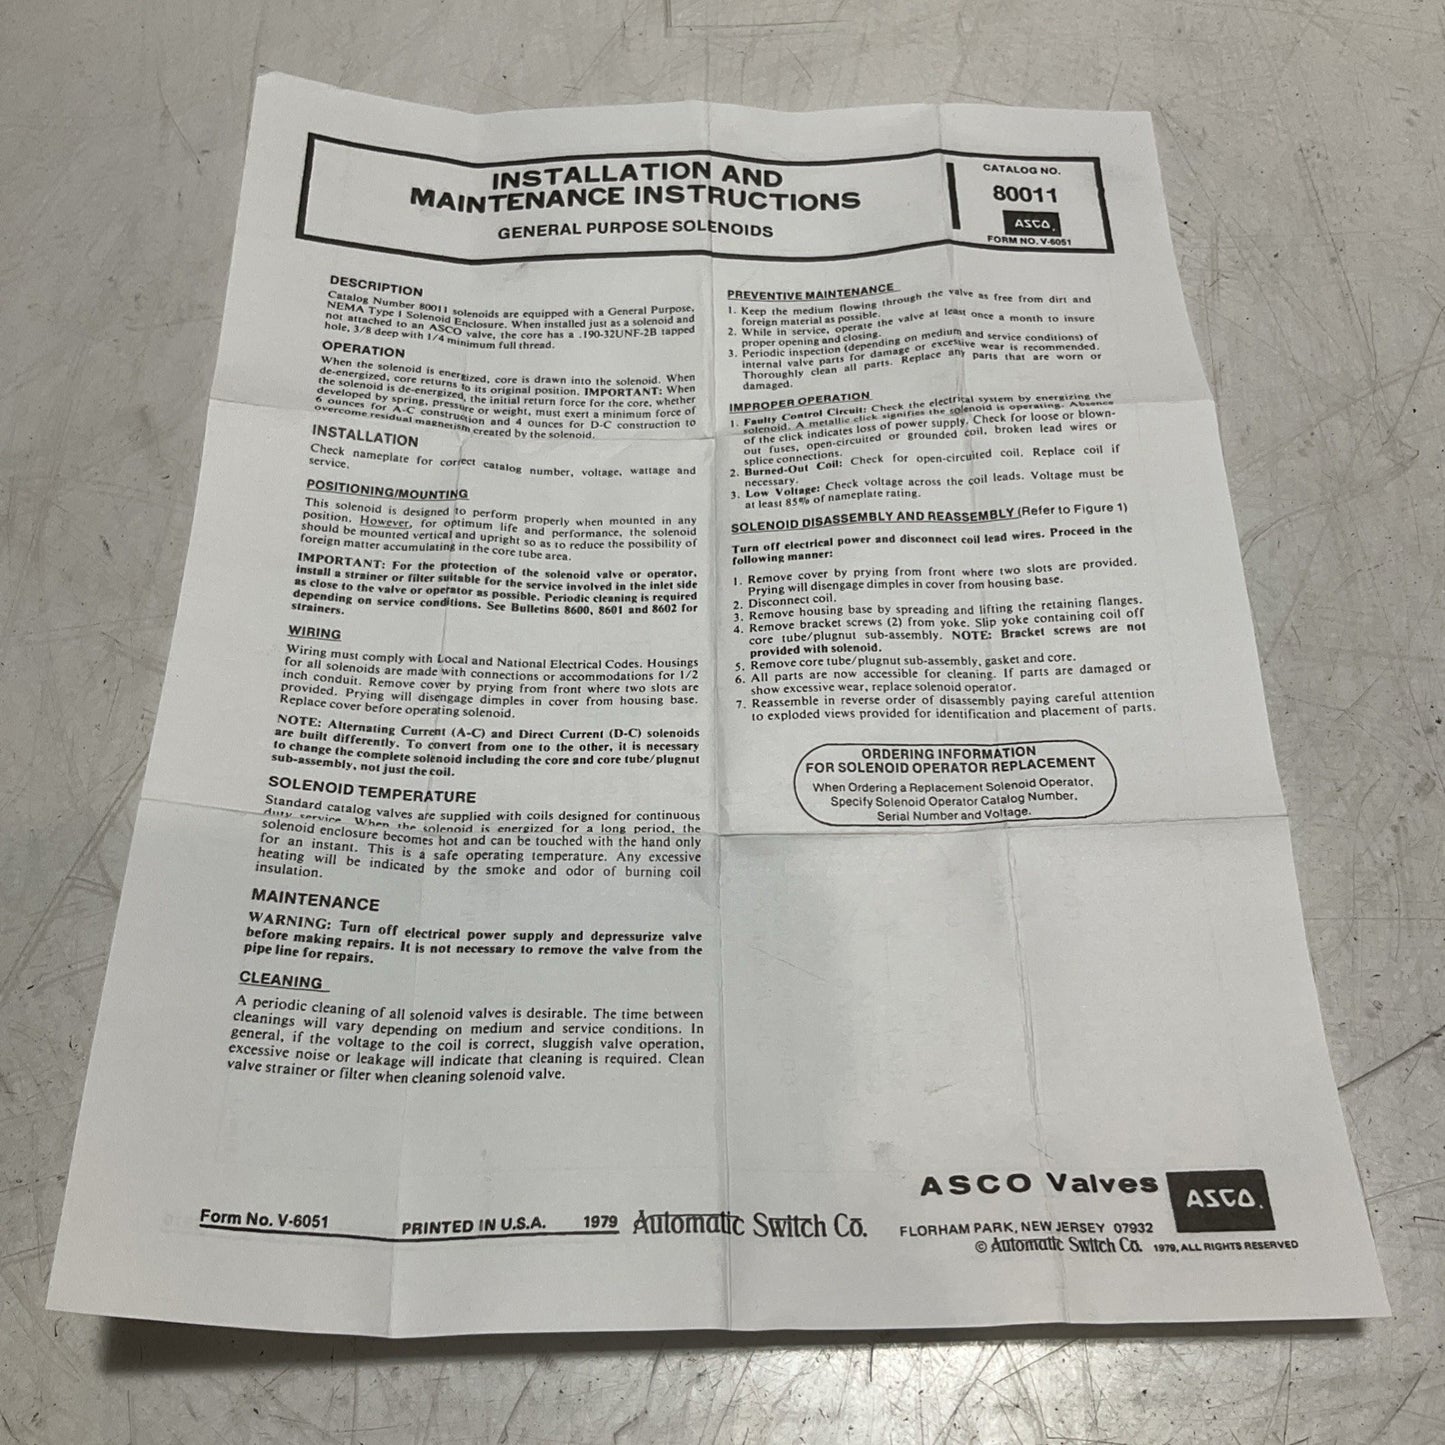 INSTALLATION AND
MAINTENANCE INSTRUCTIONS
GENERAL PURPOSE SOLENOIDS
CATALOG NO.
80011
ASCO
FORM NO. V-6051
DESCRIPTION
Catalog Number 80011 solenoids are equipped with a General Purpose,
NEMA Type 1 Solenoid Enclosure. When installed just as a solenoid and
not attached to an ASCO valve, the core has a .190-32UNF-2B tapped
hole, 3/8 deep with 1/4 minimum full thread.
OPERATION
When the solenoid is energized, core is drawn into the solenoid. When
de-energized, core returns to its original position. IMPORTANT: When
the solenoid is de-energized, the initial return force for the core, whether
developed by spring, pressure or weight, must exert a minimum force of
6 ounces for A-C construction and 4 ounces for D-C construction to
overcome residual magnetism created by the solenoid.
INSTALLATION
Check nameplate for correct catalog number, voltage, wattage and
service.
POSITIONING/MOUNTING
This solenoid is designed to perform properly when mounted in any
position. However, for optimum life and performance, the solenoid
should be mounted vertical and upright so as to reduce the possibility of
foreign matter accumulating in the core tube area.
IMPORTANT: For the protection of the solenoid valve or operator,
install a strainer or filter suitable for the service involved in the inlet side
as close to the valve or operator as possible. Periodic cleaning is required
depending on service conditions. See Bulletins 8600, 8601 and 8602 for
strainers.
WIRING
Wiring must comply with Local and National Electrical Codes. Housings
for all solenoids are made with connections or accommodations for 1/2
inch conduit. Remove cover by prying from front where two slots are
provided. Prying will disengage dimples in cover from housing base.
Replace cover before operating solenoid.
NOTE: Alternating Current (A-C) and Direct Current (D-C) solenoids
are built differently. To convert from one to the other, it is necessary
to change the complete solenoid including the core and core tube/plugnut
sub-assembly, not just the coil.
SOLENOID TEMPERATURE
Standard catalog valves are supplied with coils designed for continuous
duty service. When the solenoid is energized for a long period, the
solenoid enclosure becomes hot and can be touched with the hand only
for an instant. This is a safe operating temperature. Any excessive
heating will be indicated by the smoke and odor of burning coil
insulation.
MAINTENANCE
WARNING: Turn off electrical power supply and depressurize valve
before making repairs. It is not necessary to remove the valve from the
pipe line for repairs.
CLEANING
A periodic cleaning of all solenoid valves is desirable. The time between
cleanings will vary depending on medium and service conditions. In
general, if the voltage to the coil is correct, sluggish valve operation,
excessive noise or leakage will indicate that cleaning is required. Clean
valve strainer or filter when cleaning solenoid valve.
PREVENTIVE MAINTENANCE
1. Keep the medium flowing through the valve as free from dirt and
foreign material as possible.
2. While in service, operate the valve at least once a month to insure
proper opening and closing.
3. Periodic inspection (depending on medium and service conditions) of
internal valve parts for damage or excessive wear is recommended.
Thoroughly clean all parts. Replace any parts that are worn or
damaged.
IMPROPER OPERATION
1. Faulty Control Circuit: Check the electrical system by energizing the
solenoid. A metallic click signifies the solenoid is operating. Absence
of the click indicates loss of power supply. Check for loose or blown-
out fuses, open-circuited or grounded coil, broken lead wires or
splice connections.
2. Burned-Out Coil: Check for open-circuited coil. Replace coil if
necessary.
3. Low Voltage: Check voltage across the coil leads. Voltage must be
at least 85% of nameplate rating.
SOLENOID DISASSEMBLY AND REASSEMBLY (Refer to Figure 1)
Turn off electrical power and disconnect coil lead wires. Proceed in the
following manner:
1. Remove cover by prying from front where two slots are provided.
Prying will disengage dimples in cover from housing base.
2. Disconnect coil.
3. Remove housing base by spreading and lifting the retaining flanges.
4. Remove bracket screws (2) from yoke. Slip yoke containing coil off
core tube/plugnut sub-assembly. NOTE: Bracket screws are not
provided with solenoid.
5. Remove core tube/plugnut sub-assembly, gasket and core.
6. All parts are now accessible for cleaning. If parts are damaged or
show excessive wear, replace solenoid operator.
7. Reassemble in reverse order of disassembly paying careful attention
to exploded views provided for identification and placement of parts.
ORDERING INFORMATION
FOR SOLENOID OPERATOR REPLACEMENT
When Ordering a Replacement Solenoid Operator,
Specify Solenoid Operator Catalog Number,
Serial Number and Voltage.
ASCO Valves ASCO
Form No. V-6051 PRINTED IN U.S.A. 1979 Automatic Switch Co. FLORHAM PARK, NEW JERSEY 07932
© Automatic Switch Co. 1979, ALL RIGHTS RESERVED